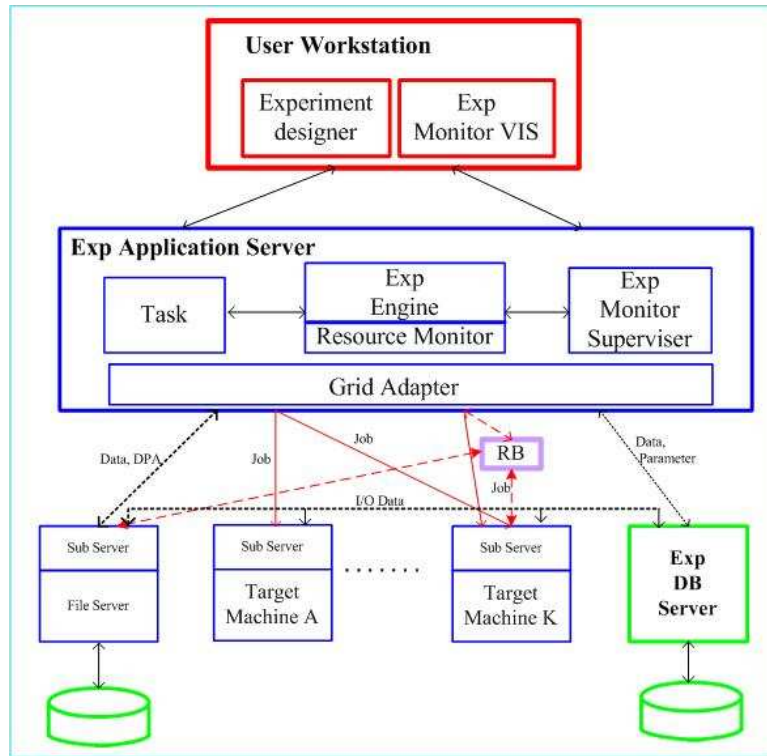 User Workstation
Experiment
designer
Exp
Monitor VIS
Exp Application Server
Task
Exp
Engine
Resource Monitor
Exp
Monitor
Superviser
Grid Adapter
Data, DPA
Job
Job
RB
Data,
Parameter
Job
I/O Data
Sub Server
File Server
Sub Server
Target
Machine A
.......
Sub Server
Target
Machine K
Exp
DB
Server